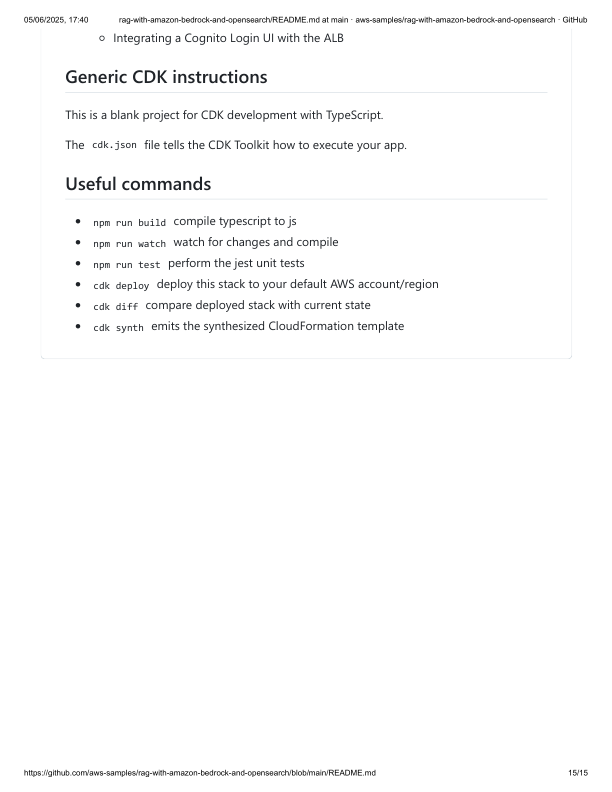 05/06/2025, 17:40 rag-with-amazon-bedrock-and-opensearch/README.md at main · aws-samples/rag-with-amazon-bedrock-and-opensearch · GitHub
Integrating a Cognito Login UI with the ALB
Generic CDK instructions
This is a blank project for CDK development with TypeScript.
The cdk.json file tells the CDK Toolkit how to execute your app.
Useful commands
npm run build compile typescript to js
npm run watch watch for changes and compile
npm run test perform the jest unit tests
cdk deploy deploy this stack to your default AWS account/region
cdk diff compare deployed stack with current state
cdk synth emits the synthesized CloudFormation template
https://github.com/aws-samples/rag-with-amazon-bedrock-and-opensearch/blob/main/README.md 15/15